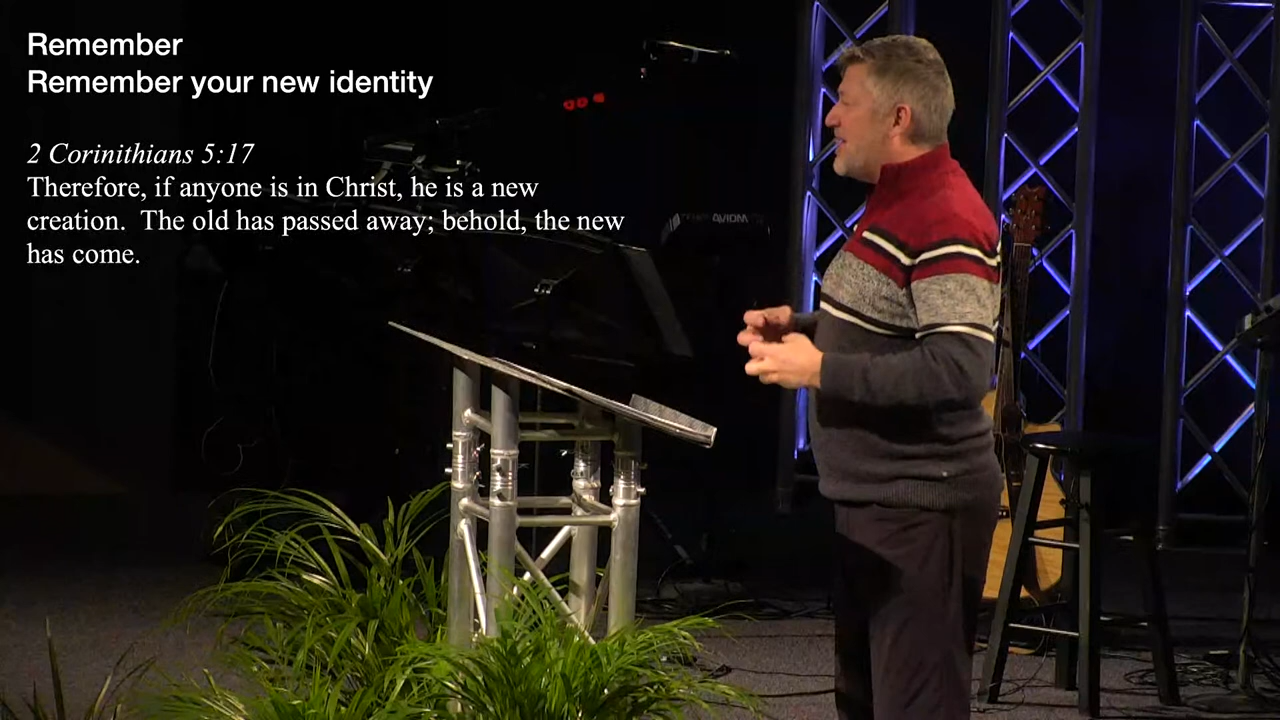 Remember
Remember your new identity
2 Corinithians 5:17
Therefore, if anyone is in Christ, he is a new
creation.  The old has passed away; behold, the new
has come.
AVIOM